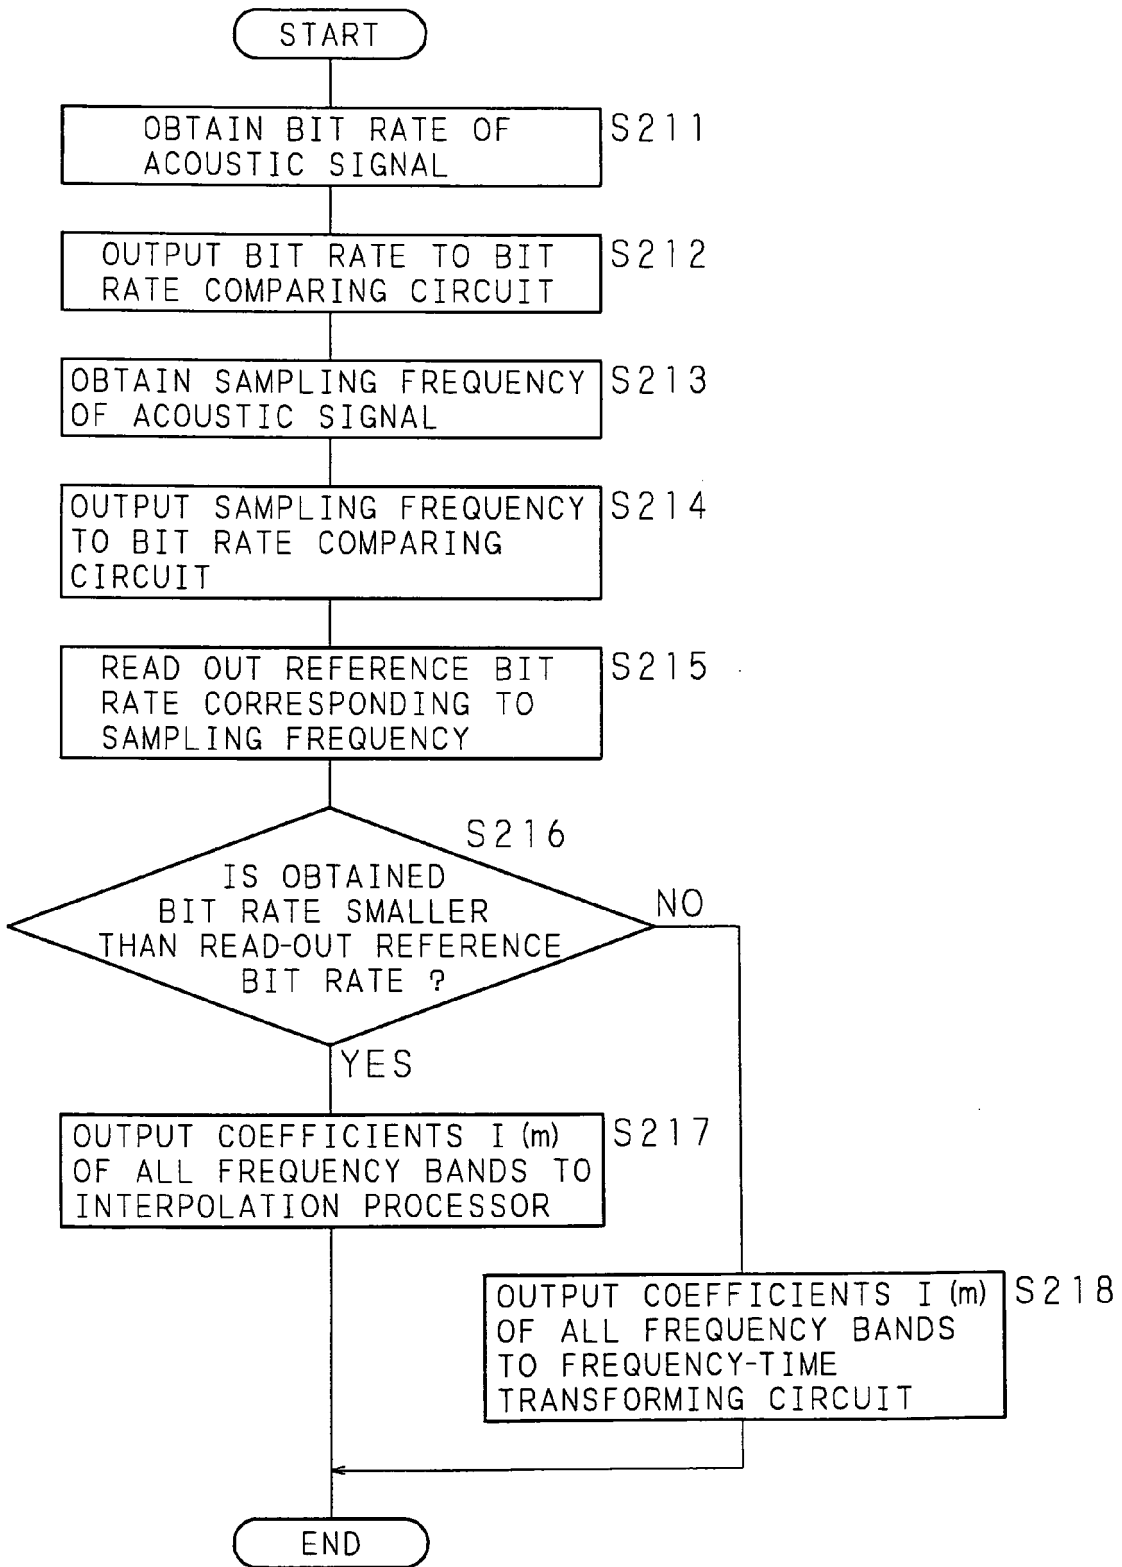 START
OBTAIN BIT RATE OF
ACOUSTIC SIGNAL
S211
OUTPUT BIT RATE TO BIT
RATE COMPARING CIRCUIT
S212
OBTAIN SAMPLING FREQUENCY
OF ACOUSTIC SIGNAL
S213
OUTPUT SAMPLING FREQUENCY
TO BIT RATE COMPARING
CIRCUIT
S214
READ OUT REFERENCE BIT
RATE CORRESPONDING TO
SAMPLING FREQUENCY
S215
S216
IS OBTAINED
BIT RATE SMALLER
THAN READ-OUT REFERENCE
BIT RATE ?
NO
YES
OUTPUT COEFFICIENTS I (m)
OF ALL FREQUENCY BANDS TO
INTERPOLATION PROCESSOR
S217
OUTPUT COEFFICIENTS I (m)
OF ALL FREQUENCY BANDS
TO FREQUENCY-TIME
TRANSFORMING CIRCUIT
S218
END